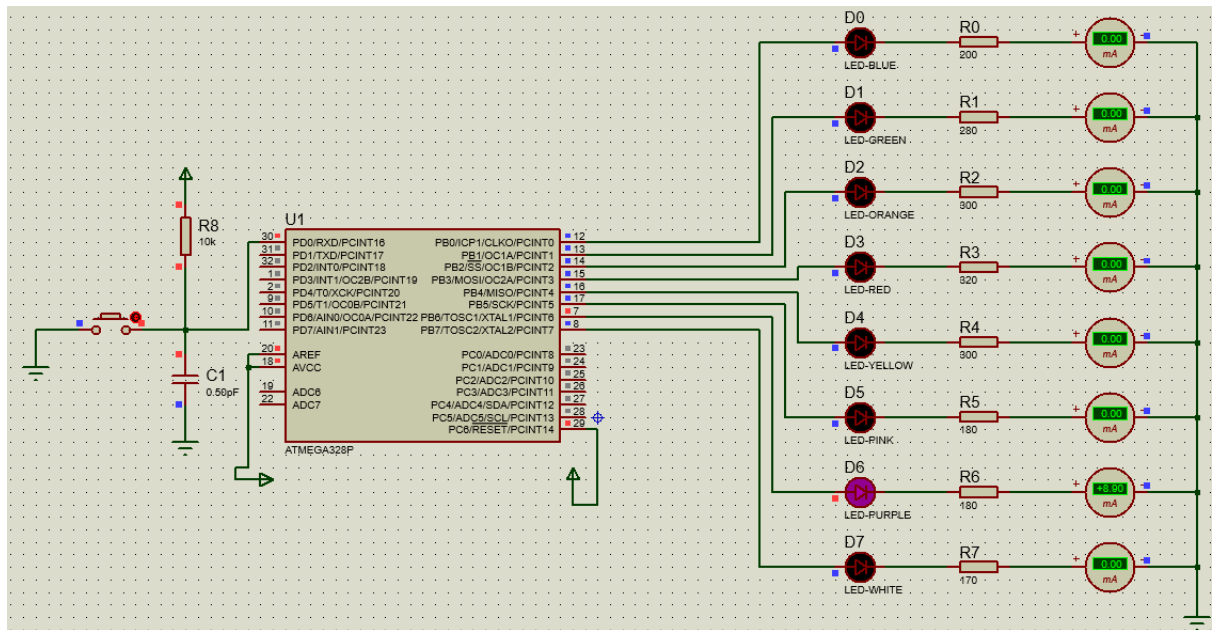 D0
LED-BLUE
R0
200
+
0.00
mA
D1
LED-GREEN
R1
280
+
0.00
mA
D2
LED-ORANGE
R2
300
+
0.00
mA
D3
LED-RED
R3
320
+
0.00
mA
D4
LED-YELLOW
R4
300
+
0.00
mA
D5
LED-PINK
R5
180
+
0.00
mA
D6
LED-PURPLE
R6
180
+
+8.90
mA
D7
LED-WHITE
R7
170
+
0.00
mA
R8
10k
C1
0.50pF
U1
30 PD0/RXD/PCINT16 PB0/ICP1/CLKO/PCINT0 12
31 PD1/TXD/PCINT17 PB1/OC1A/PCINT1 13
32 PD2/INT0/PCINT18 PB2/SS/OC1B/PCINT2 14
1 PD3/INT1/OC2B/PCINT19 PB3/MOSI/OC2A/PCINT3 15
2 PD4/T0/XCK/PCINT20 PB4/MISO/PCINT4 16
9 PD5/T1/OC0B/PCINT21 PB5/SCK/PCINT5 17
10 PD6/AIN0/OC0A/PCINT22 PB6/TOSC1/XTAL1/PCINT6 7
11 PD7/AIN1/PCINT23 PB7/TOSC2/XTAL2/PCINT7 8
20 AREF PC0/ADC0/PCINT8 23
18 AVCC PC1/ADC1/PCINT9 24
PC2/ADC2/PCINT10 25
19 ADC6 PC3/ADC3/PCINT11 26
22 ADC7 PC4/ADC4/SDA/PCINT12 27
PC5/ADC5/SCL/PCINT13 28
PC6/RESET/PCINT14 29
ATMEGA328P